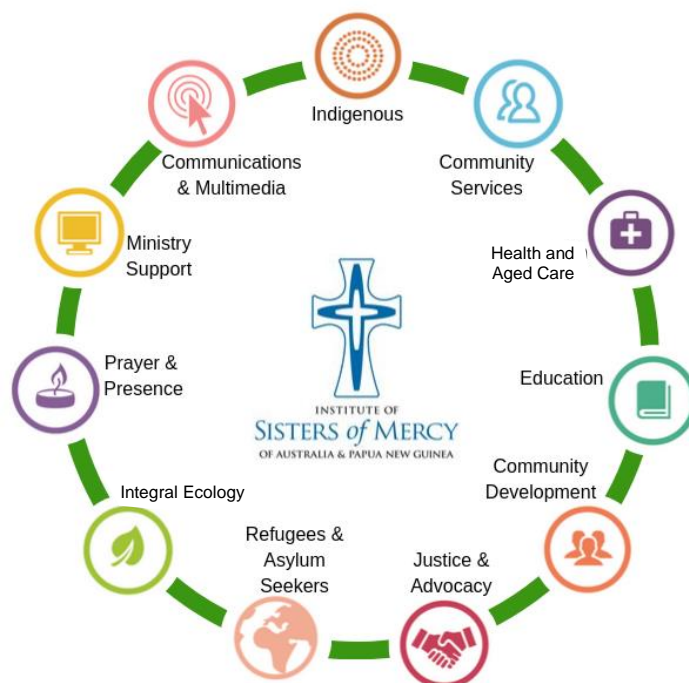 Indigenous
Community
Services
Health and
Aged Care
Education
Community
Development
Justice &
Advocacy
Refugees &
Asylum
Seekers
Integral Ecology
Prayer &
Presence
Ministry
Support
Communications
& Multimedia
INSTITUTE OF
SISTERS of MERCY
OF AUSTRALIA & PAPUA NEW GUINEA